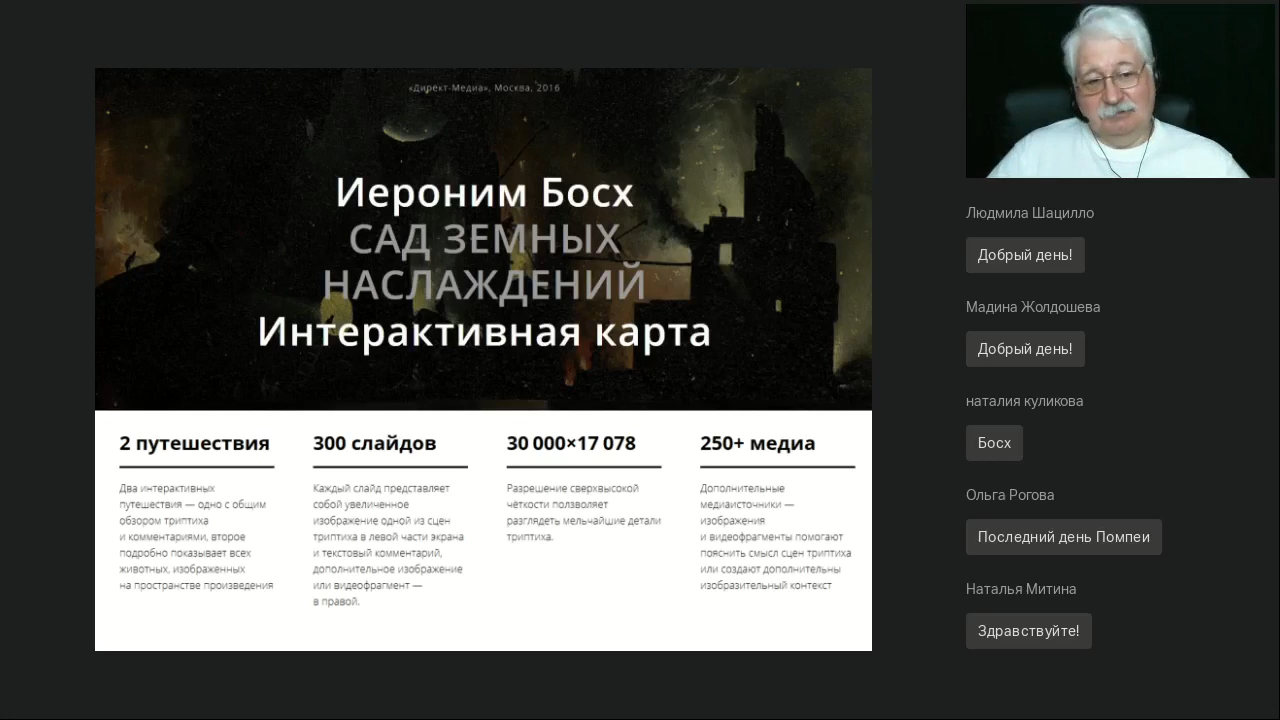 «Директ-Медиа», Москва, 2016
Иероним Босх
САД ЗЕМНЫХ
НАСЛАЖДЕНИЙ
Интерактивная карта
2 путешествия
Два интерактивных
путешествия — одно с общим
обзором триптиха
и комментариями, второе
подробно показывает всех
животных, изображенных
на пространстве произведения
300 слайдов
Каждый слайд представляет
собой увеличенное
изображение одной из сцен
триптиха в левой части экрана
и текстовый комментарий,
дополнительное изображение
или видеофрагмент —
в правой.
30 000×17 078
Разрешение сверхвысокой
чёткости ползволяет
разглядеть мельчайшие детали
триптиха.
250+ медиа
Дополнительные
медиаисточники —
изображения
и видеофрагменты помогают
пояснить смысл сцен триптиха
или создают дополнительны
изобразительный контекст
Людмила Шацилло
Добрый день!
Мадина Жолдошева
Добрый день!
наталия куликова
Босх
Ольга Рогова
Последний день Помпеи
Наталья Митина
Здравствуйте!